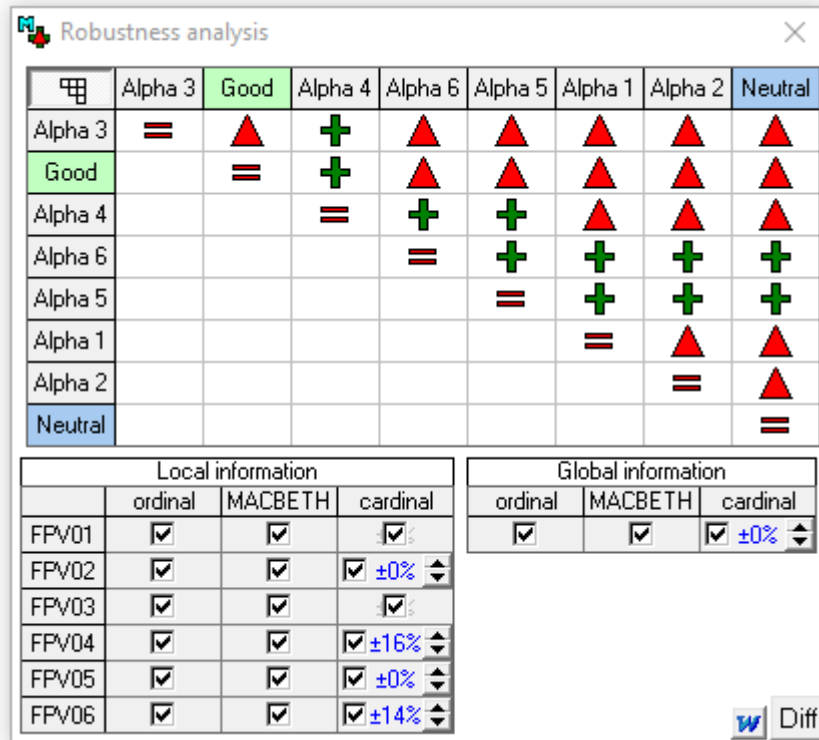 Robustness analysis
Alpha 3 Good Alpha 4 Alpha 6 Alpha 5 Alpha 1 Alpha 2 Neutral
Alpha 3 = + 
Good = +
Alpha 4 = + +
Alpha 6 = + + + +
Alpha 5 = + + +
Alpha 1 =
Alpha 2 =
Neutral =
Local information
ordinal MACBETH cardinal
FPV01
FPV02 ±0%
FPV03
FPV04 ±16%
FPV05 ±0%
FPV06 ±14%
Global information
ordinal MACBETH cardinal
±0%
Diff